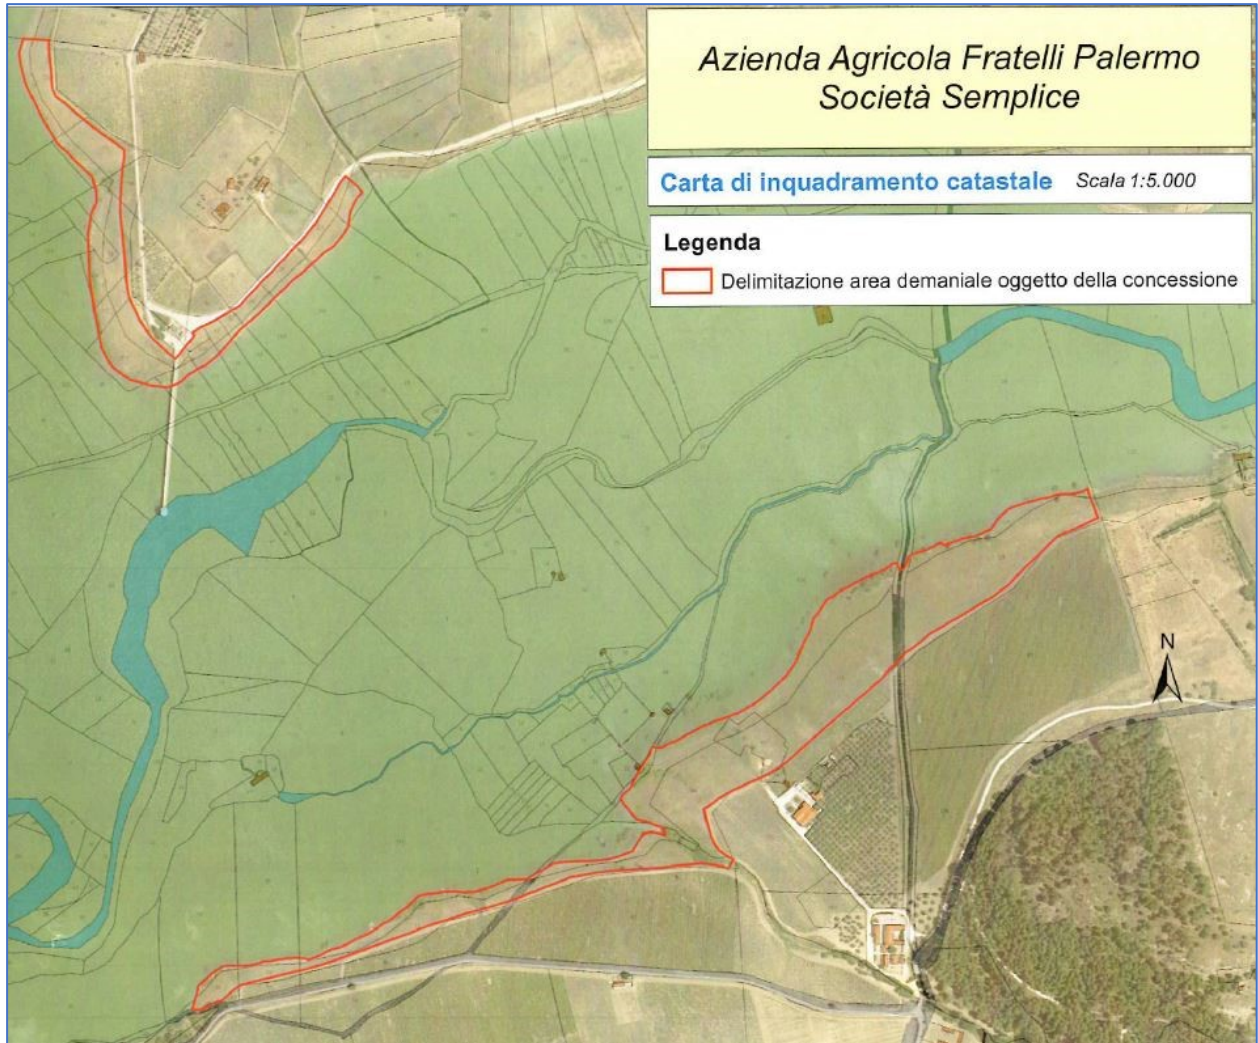 Azienda Agricola Fratelli Palermo
Società Semplice
Carta di inquadramento catastale Scala 1:5.000
Legenda
Delimitazione area demaniale oggetto della concessione
N